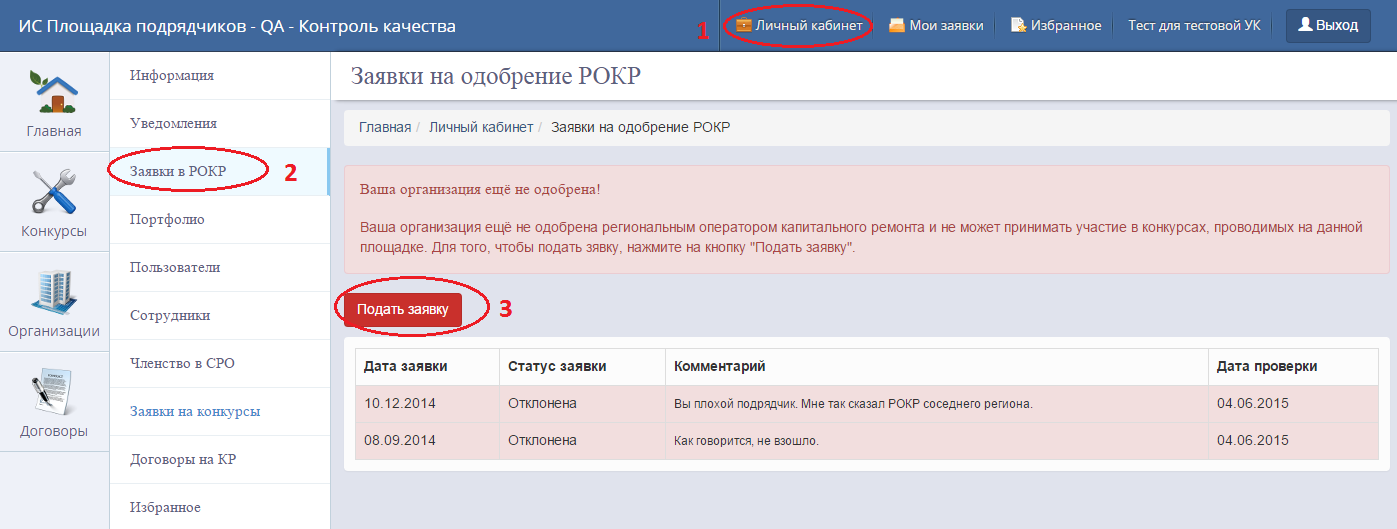 ИС Площадка подрядчиков - QA - Контроль качества
1
Личный кабинет
Мои заявки
Избранное
Тест для тестовой УК
Выход
Главная
Конкурсы
Организации
Договоры
Информация
Уведомления
Заявки в РОКР
2
Портфолио
Пользователи
Сотрудники
Членство в СРО
Заявки на конкурсы
Договоры на КР
Избранное
Заявки на одобрение РОКР
Главная / Личный кабинет / Заявки на одобрение РОКР
Ваша организация ещё не одобрена!
Ваша организация ещё не одобрена региональным оператором капитального ремонта и не может принимать участие в конкурсах, проводимых на данной
площадке. Для того, чтобы подать зявку, нажмите на кнопку "Подать заявку".
Подать заявку
3
Дата заявки Статус заявки Комментарий Дата проверки
10.12.2014 Отклонена Вы плохой подрядчик. Мне так сказал РОКР соседнего региона. 04.06.2015
08.09.2014 Отклонена Как говорится, не взошло. 04.06.2015